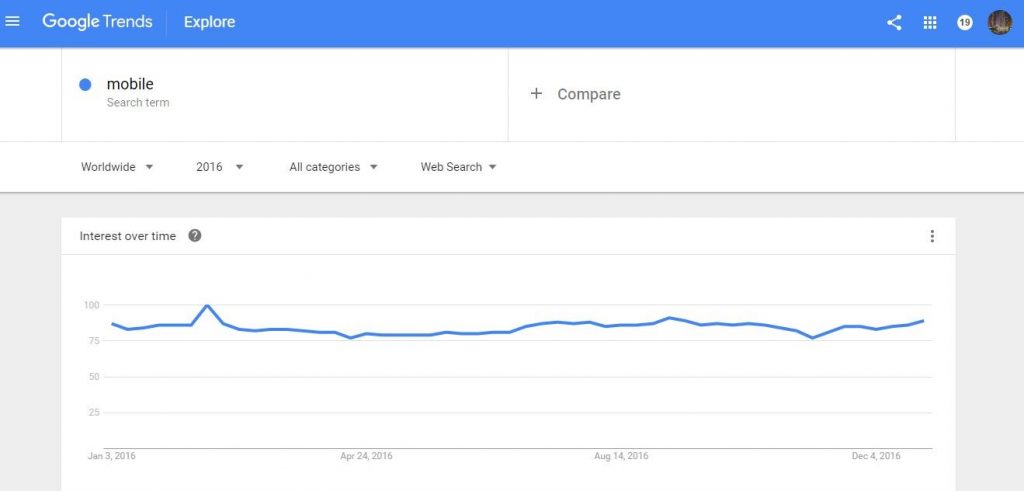 Google Trends Explore 19
mobile
Search term
+ Compare
Worldwide 2016 All categories Web Search
Interest over time ?
100
75
50
25
Jan 3, 2016 Apr 24, 2016 Aug 14, 2016 Dec 4, 2016